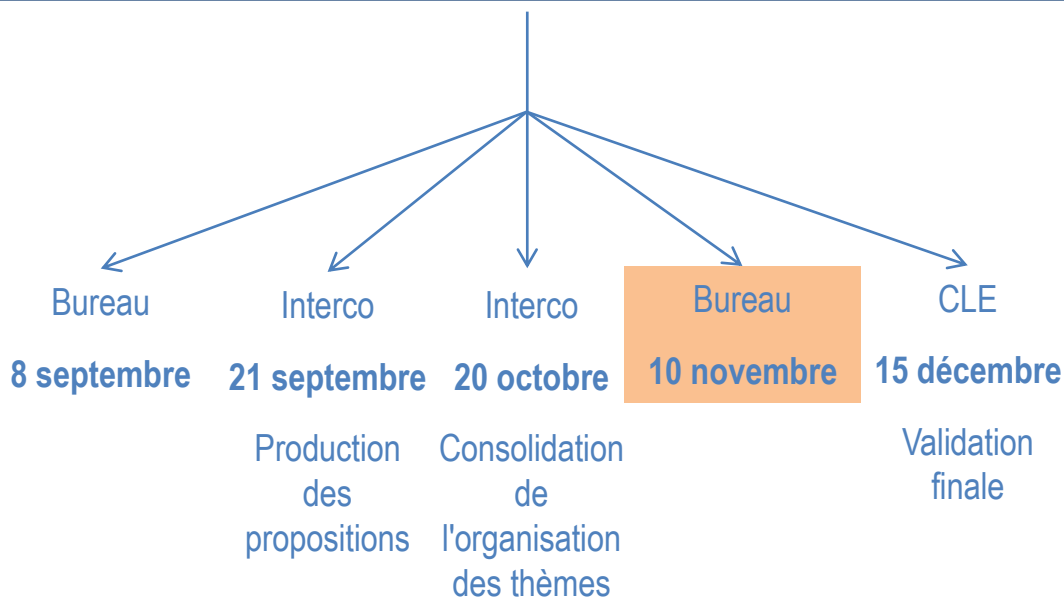 Bureau
8 septembre
Interco
21 septembre
Production
des
propositions
Interco
20 octobre
Consolidation
de
l'organisation
des thèmes
Bureau
10 novembre
CLE
15 décembre
Validation
finale